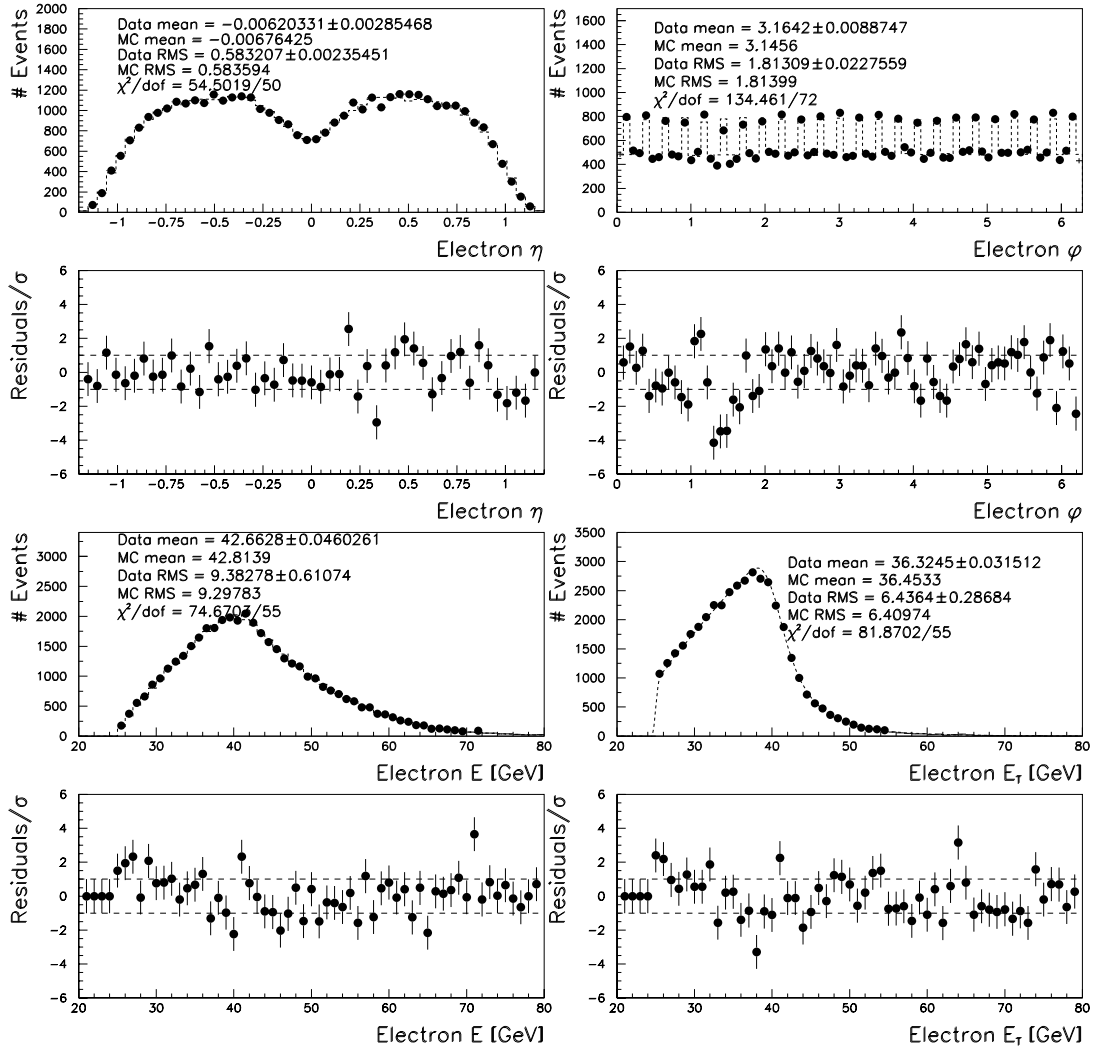 # Events
2000
1800
1600
1400
1200
1000
800
600
400
200
0
Data mean = −0.00620331±0.00285468
MC mean = −0.00676425
Data RMS = 0.583207±0.00235451
MC RMS = 0.583594
χ²/dof = 54.5019/50
−1 −0.75 −0.5 −0.25 0 0.25 0.5 0.75 1
Electron η
# Events
1600
1400
1200
1000
800
600
400
200
0
Data mean = 3.1642±0.0088747
MC mean = 3.1456
Data RMS = 1.81309±0.0227559
MC RMS = 1.81399
χ²/dof = 134.461/72
0 1 2 3 4 5 6
Electron φ
Residuals/σ
6
4
2
0
−2
−4
−6
−1 −0.75 −0.5 −0.25 0 0.25 0.5 0.75 1
Electron η
Residuals/σ
6
4
2
0
−2
−4
−6
0 1 2 3 4 5 6
Electron φ
# Events
3000
2500
2000
1500
1000
500
0
Data mean = 42.6628±0.0460261
MC mean = 42.8139
Data RMS = 9.38278±0.61074
MC RMS = 9.29783
χ²/dof = 74.6703/55
20 30 40 50 60 70 80
Electron E [GeV]
# Events
3500
3000
2500
2000
1500
1000
500
0
Data mean = 36.3245±0.031512
MC mean = 36.4533
Data RMS = 6.4364±0.28684
MC RMS = 6.40974
χ²/dof = 81.8702/55
20 30 40 50 60 70 80
Electron E_T [GeV]
Residuals/σ
6
4
2
0
−2
−4
−6
20 30 40 50 60 70 80
Electron E [GeV]
Residuals/σ
6
4
2
0
−2
−4
−6
20 30 40 50 60 70 80
Electron E_T [GeV]